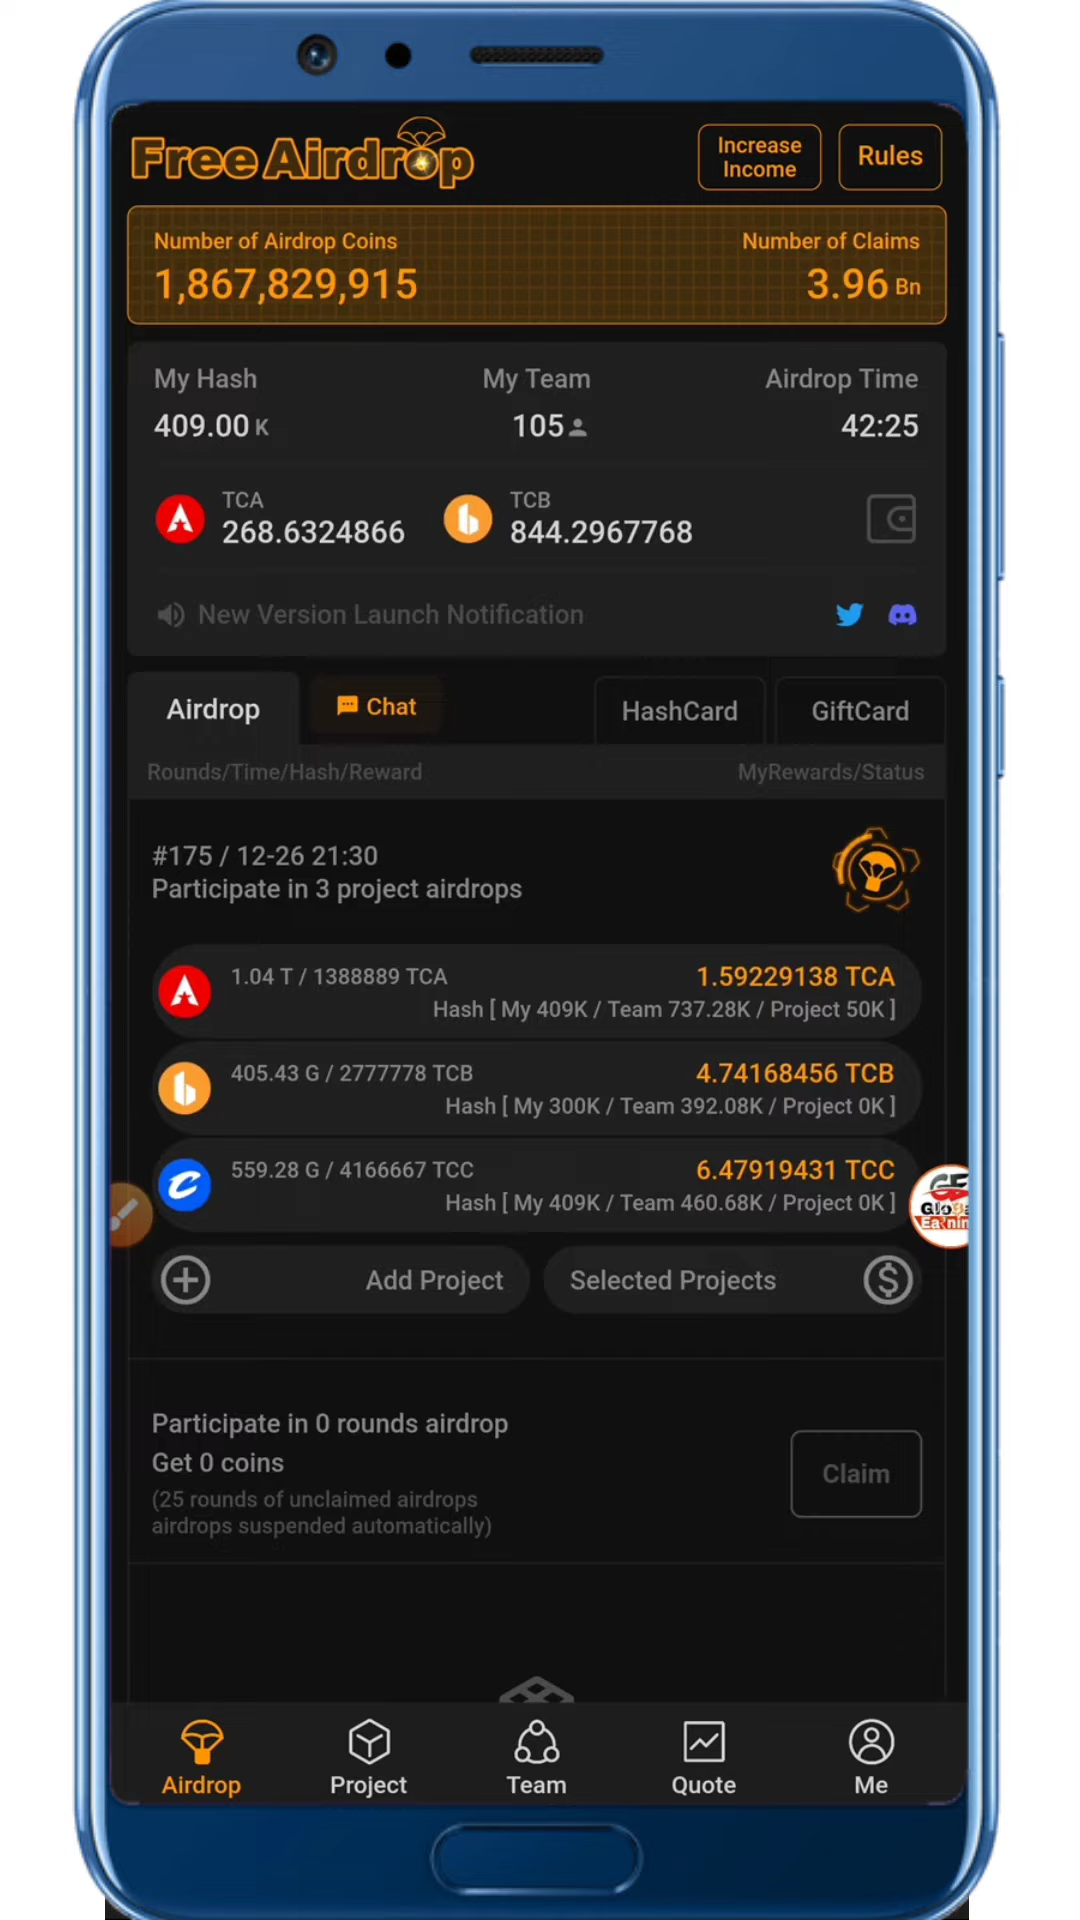 Free Airdrop
Increase
Income
Rules
Number of Airdrop Coins
Number of Claims
1,867,829,915
3.96 Bn
My Hash
My Team
Airdrop Time
409.00 K
105
42:25
TCA
268.6324866
TCB
844.2967768
New Version Launch Notification
Airdrop
Chat
HashCard
GiftCard
Rounds/Time/Hash/Reward
MyRewards/Status
#175 / 12-26 21:30
Participate in 3 project airdrops
1.04 T / 1388889 TCA
1.59229138 TCA
Hash [ My 409K / Team 737.28K / Project 50K ]
405.43 G / 2777778 TCB
4.74168456 TCB
Hash [ My 300K / Team 392.08K / Project 0K ]
559.28 G / 4166667 TCC
6.47919431 TCC
Hash [ My 409K / Team 460.68K / Project 0K ]
Add Project
Selected Projects
Participate in 0 rounds airdrop
Get 0 coins
(25 rounds of unclaimed airdrops
airdrops suspended automatically)
Claim
Airdrop
Project
Team
Quote
Me